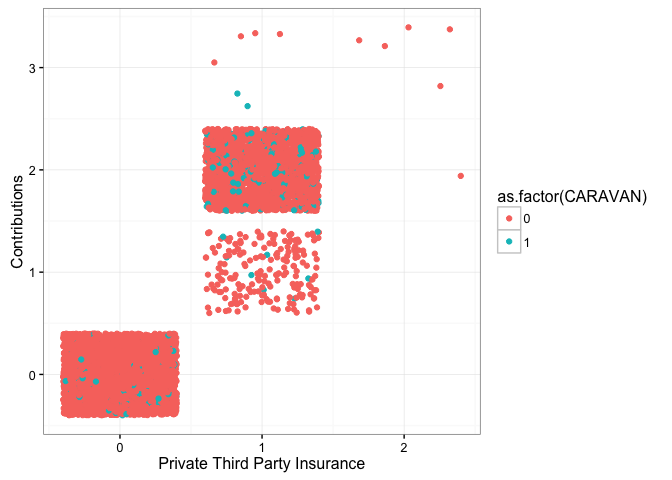 3
2
1
0
Contributions
0 1 2
Private Third Party Insurance
as.factor(CARAVAN)
0
1